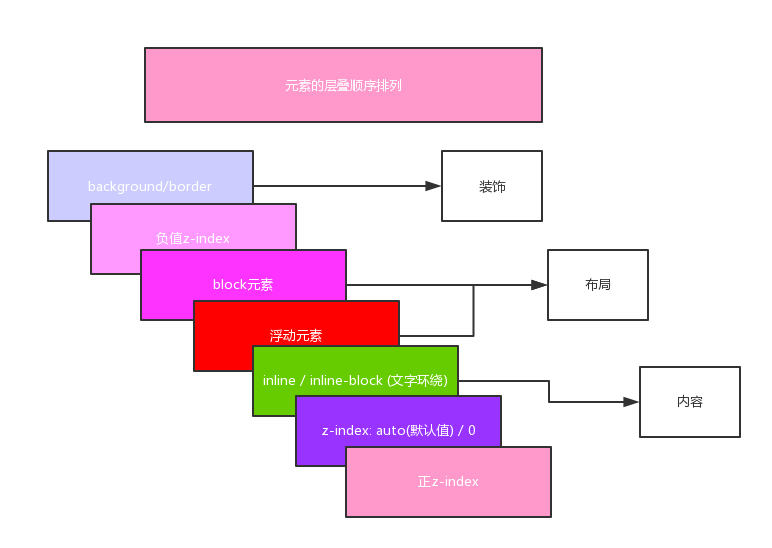 元素的层叠顺序排列
background/border
装饰
负值z-index
block元素
布局
浮动元素
inline / inline-block (文字环绕)
内容
z-index: auto(默认值) / 0
正z-index